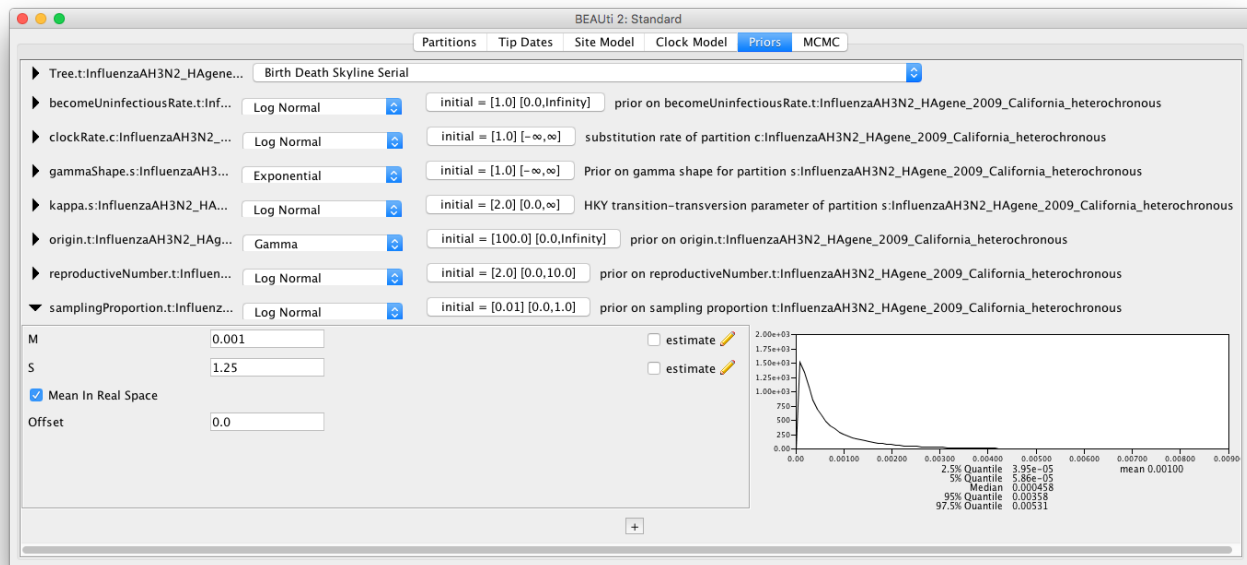 BEAUti 2: Standard
Partitions Tip Dates Site Model Clock Model Priors MCMC
Tree.t:InfluenzaAH3N2_HAgene... Birth Death Skyline Serial
becomeUninfectiousRate.t:Inf... Log Normal initial = [1.0] [0.0,Infinity] prior on becomeUninfectiousRate.t:InfluenzaAH3N2_HAgene_2009_California_heterochronous
clockRate.c:InfluenzaAH3N2_... Log Normal initial = [1.0] [-∞,∞] substitution rate of partition c:InfluenzaAH3N2_HAgene_2009_California_heterochronous
gammaShape.s:InfluenzaAH3... Exponential initial = [1.0] [-∞,∞] Prior on gamma shape for partition s:InfluenzaAH3N2_HAgene_2009_California_heterochronous
kappa.s:InfluenzaAH3N2_HA... Log Normal initial = [2.0] [0.0,∞] HKY transition-transversion parameter of partition s:InfluenzaAH3N2_HAgene_2009_California_heterochronous
origin.t:InfluenzaAH3N2_HAg... Gamma initial = [100.0] [0.0,Infinity] prior on origin.t:InfluenzaAH3N2_HAgene_2009_California_heterochronous
reproductiveNumber.t:Influen... Log Normal initial = [2.0] [0.0,10.0] prior on reproductiveNumber.t:InfluenzaAH3N2_HAgene_2009_California_heterochronous
samplingProportion.t:Influenz... Log Normal initial = [0.01] [0.0,1.0] prior on sampling proportion t:InfluenzaAH3N2_HAgene_2009_California_heterochronous
M 0.001 estimate
S 1.25 estimate
Mean In Real Space
Offset 0.0
2.00e+03
1.75e+03
1.50e+03
1.25e+03
1.00e+03
750
500
250
0.00
0.00 0.00100 0.00200 0.00300 0.00400 0.00500 0.00600 0.00700 0.00800 0.0090
2.5% Quantile 3.95e-05 mean 0.00100
5% Quantile 5.86e-05
Median 0.000458
95% Quantile 0.00358
97.5% Quantile 0.00531
+